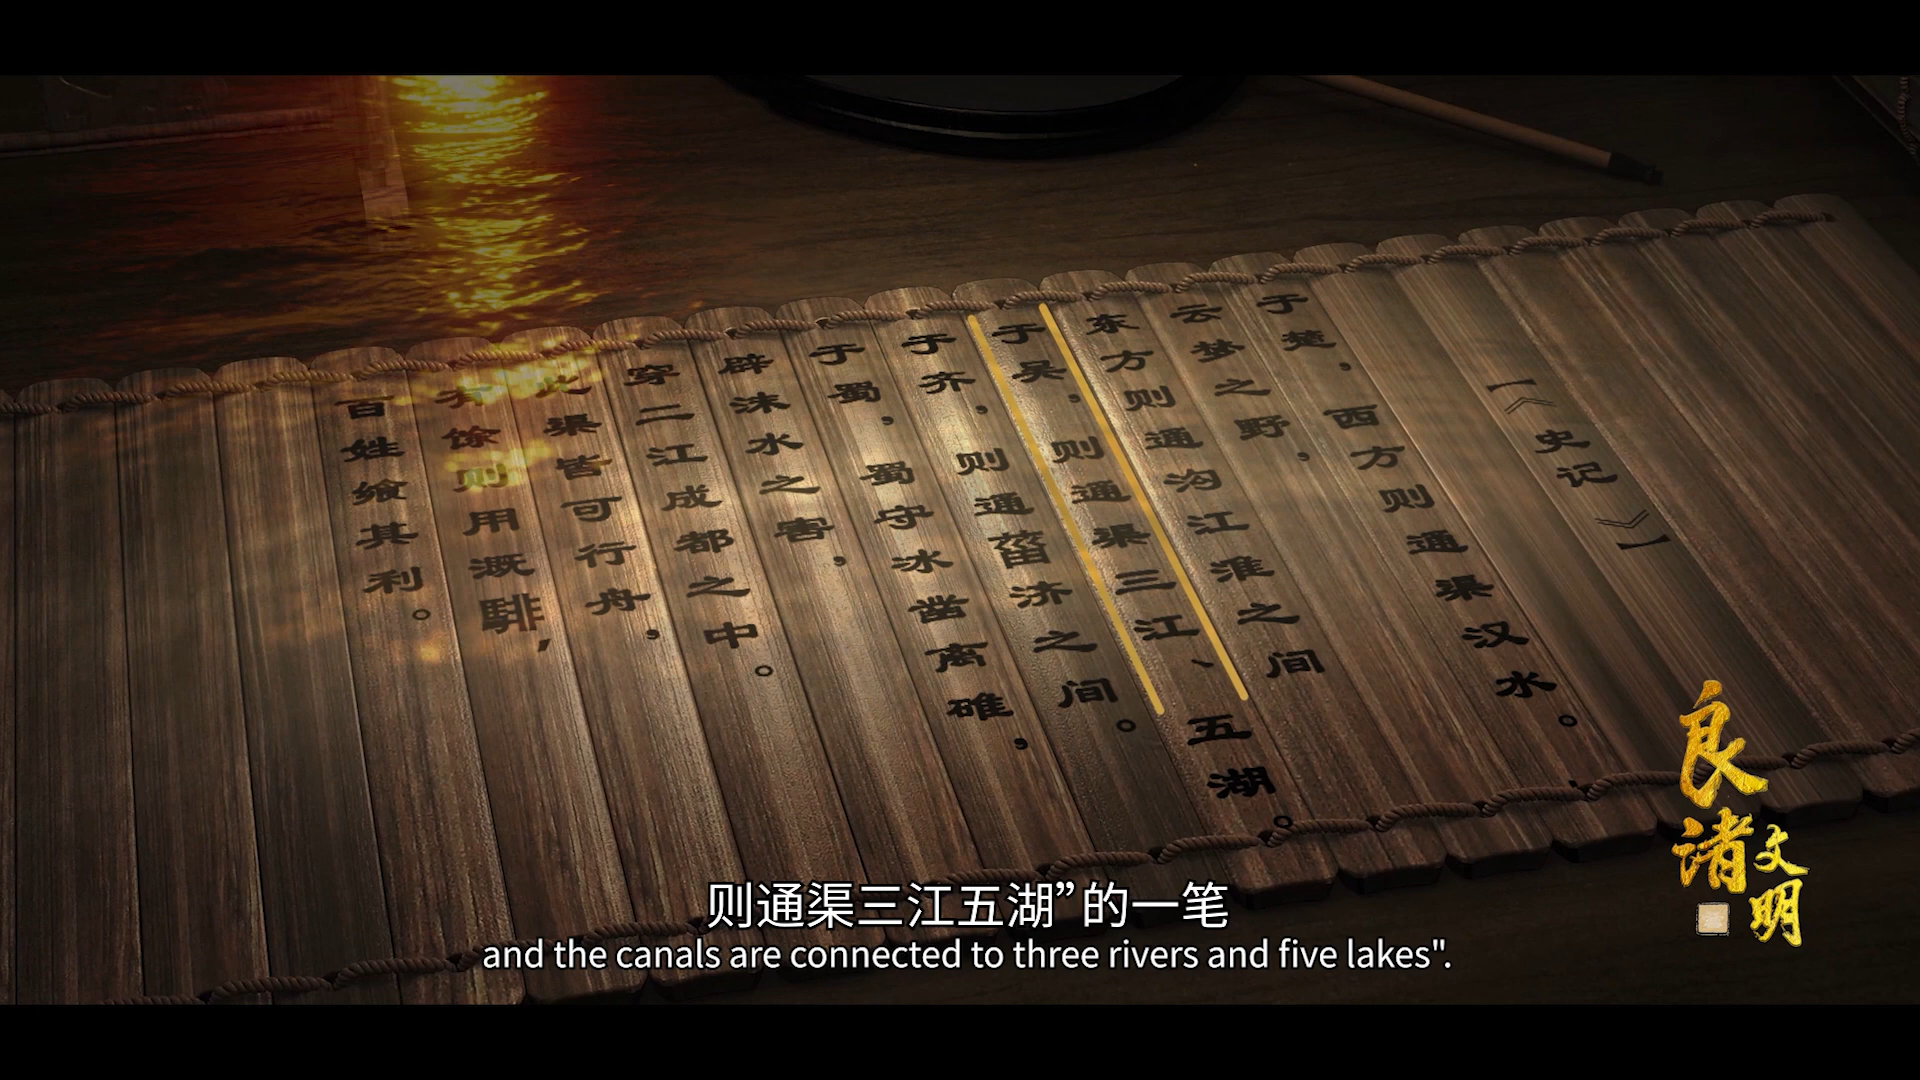 【《史记》】
于楚，西方则通渠汉水。
云梦之野，
东方则通沟江淮之间
于吴，则通渠三江、五湖。
于齐，则通菑济之间。
于蜀，蜀守冰凿离碓，
辟沫水之害，
穿二江成都之中。
此渠皆可行舟，
有馀则用溉騑，
百姓飨其利。
则通渠三江五湖”的一笔
and the canals are connected to three rivers and five lakes".
良渚文明